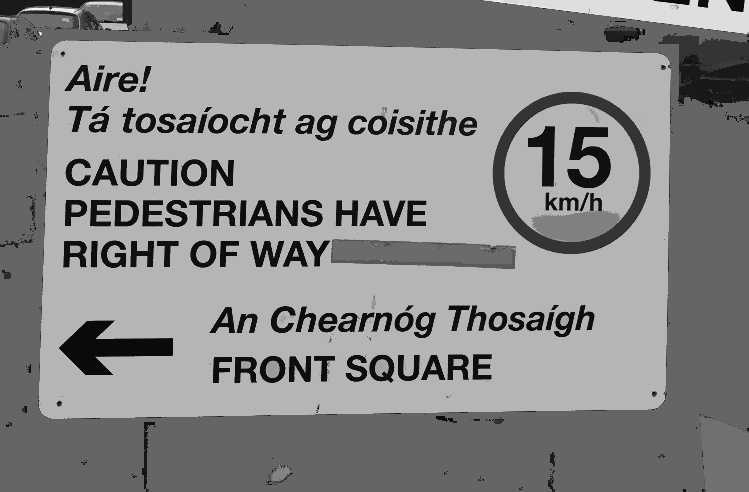 Aire!
Tá tosaíocht ag coisithe
CAUTION
PEDESTRIANS HAVE
RIGHT OF WAY
15
km/h
An Chearnóg Thosaígh
FRONT SQUARE